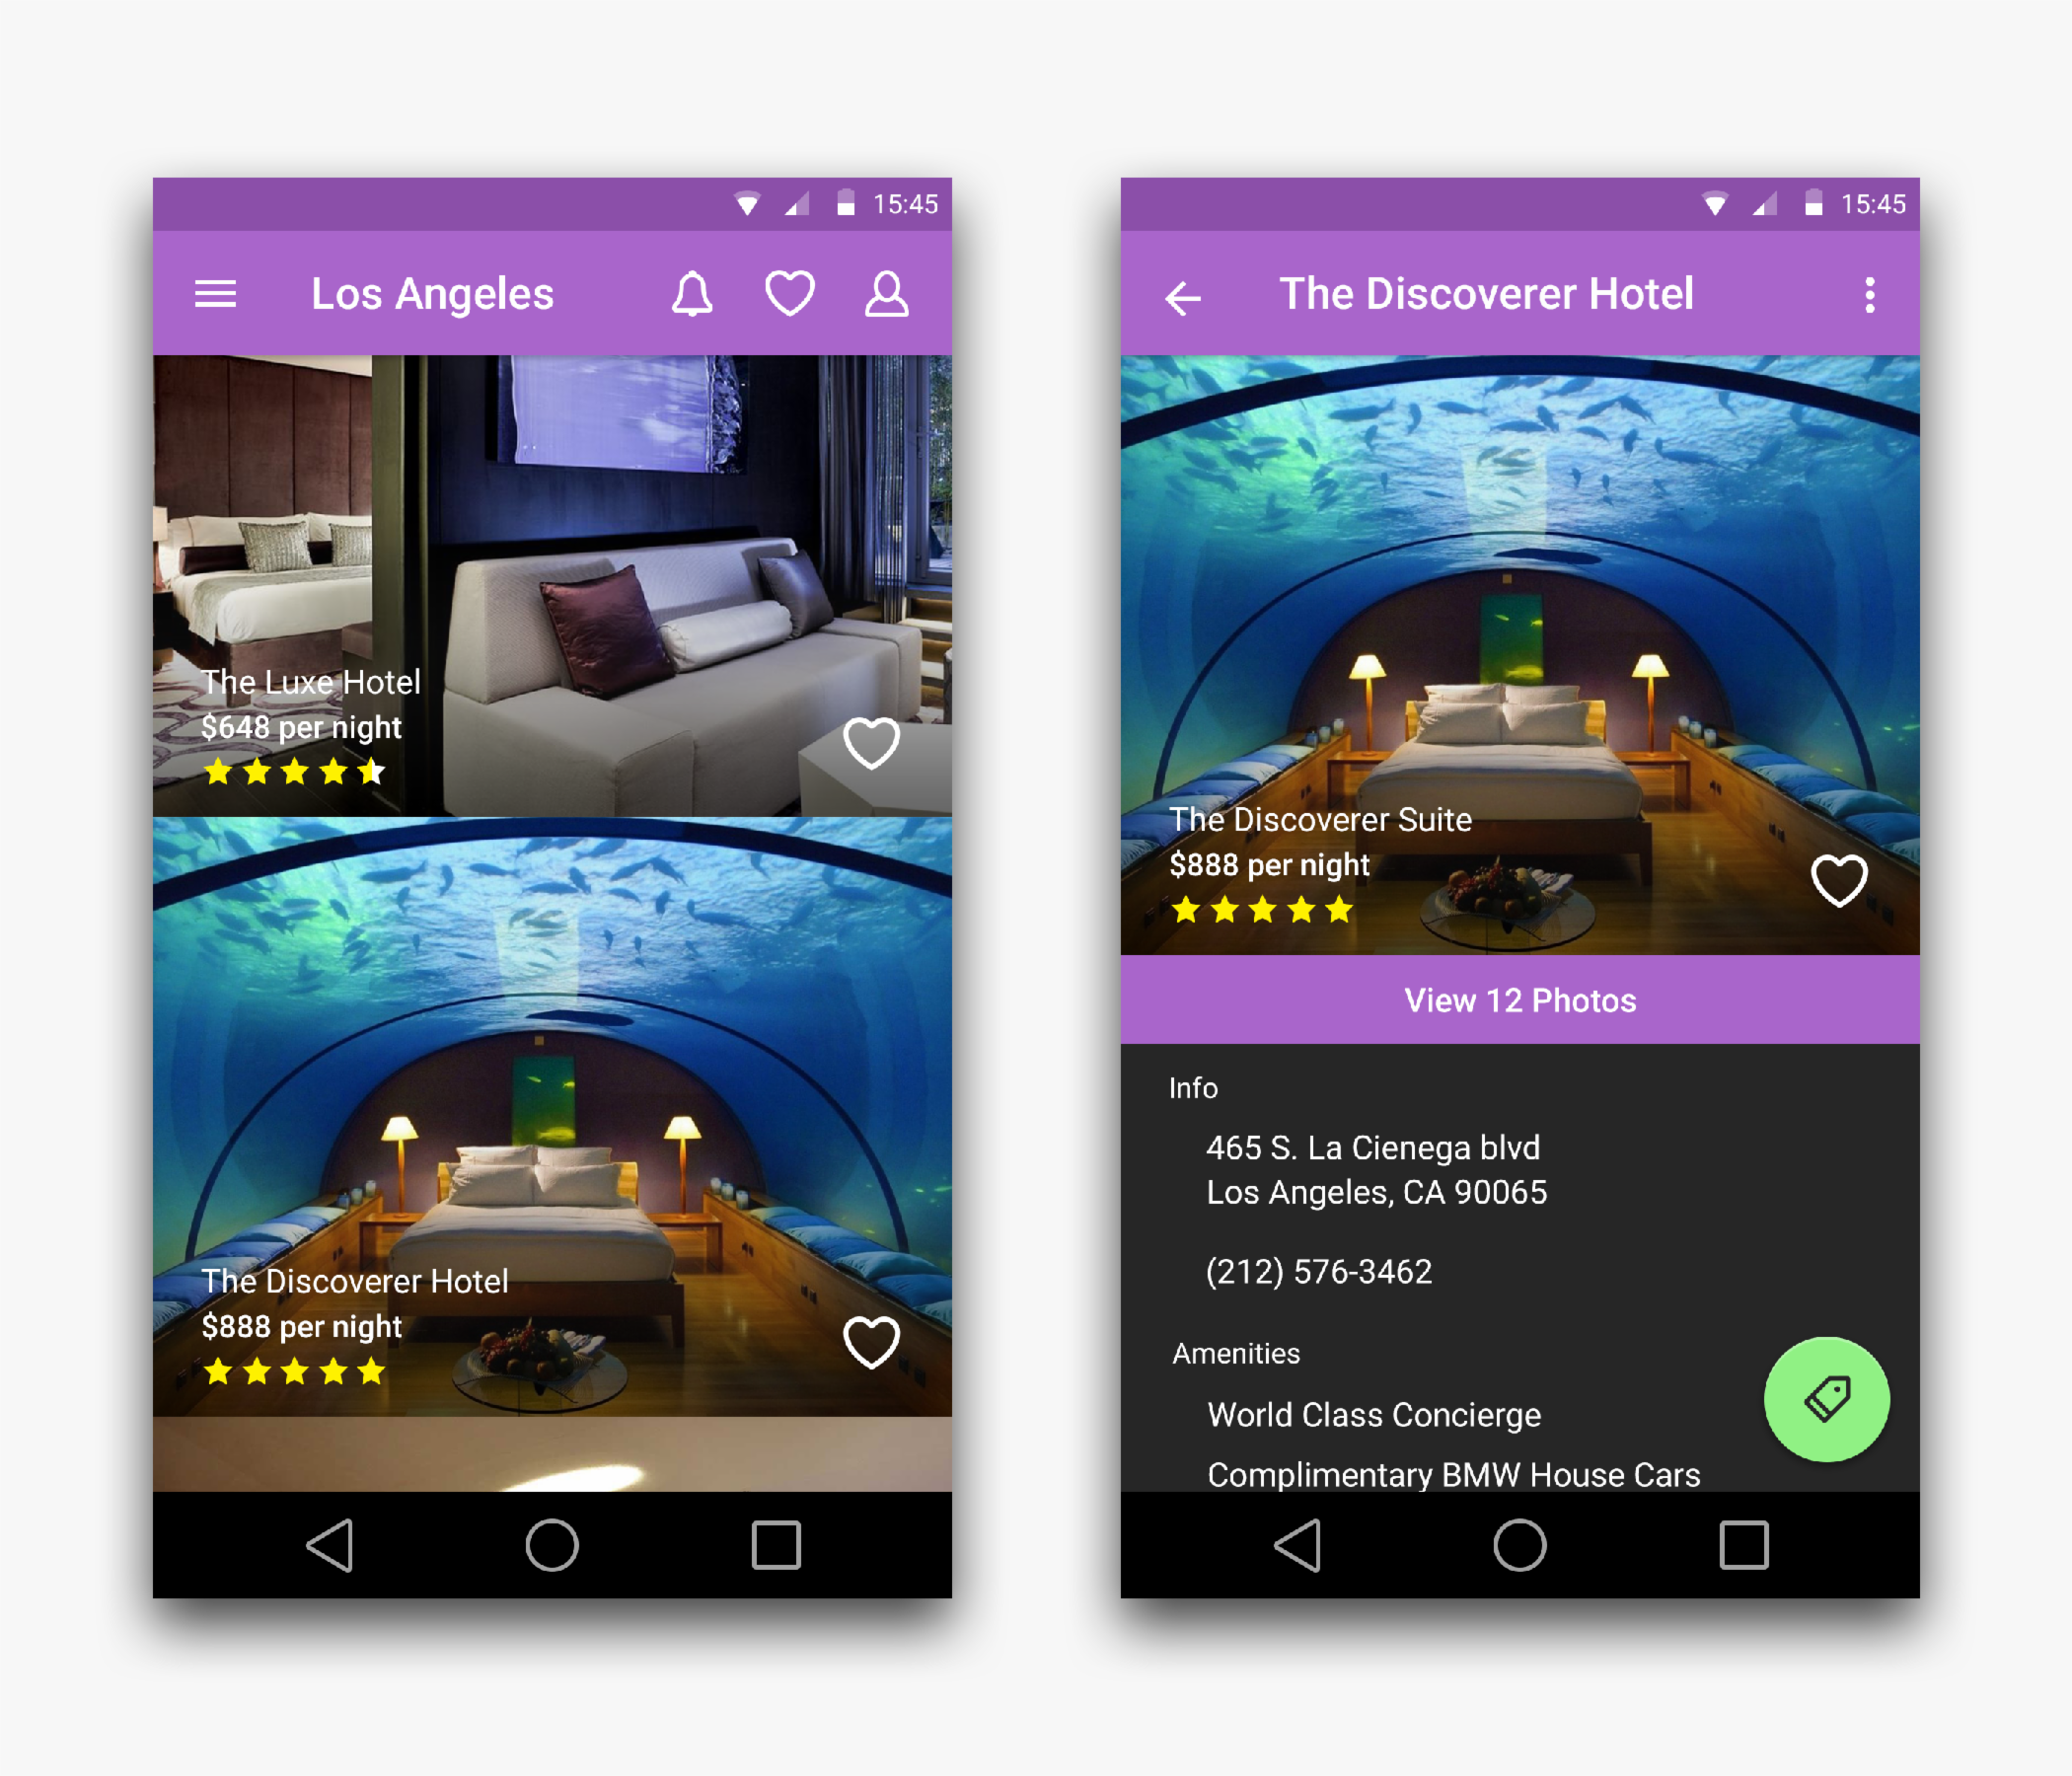 15:45
Los Angeles
The Luxe Hotel
$648 per night
The Discoverer Hotel
$888 per night
15:45
The Discoverer Hotel
The Discoverer Suite
$888 per night
View 12 Photos
Info
465 S. La Cienega blvd
Los Angeles, CA 90065
(212) 576-3462
Amenities
World Class Concierge
Complimentary BMW House Cars